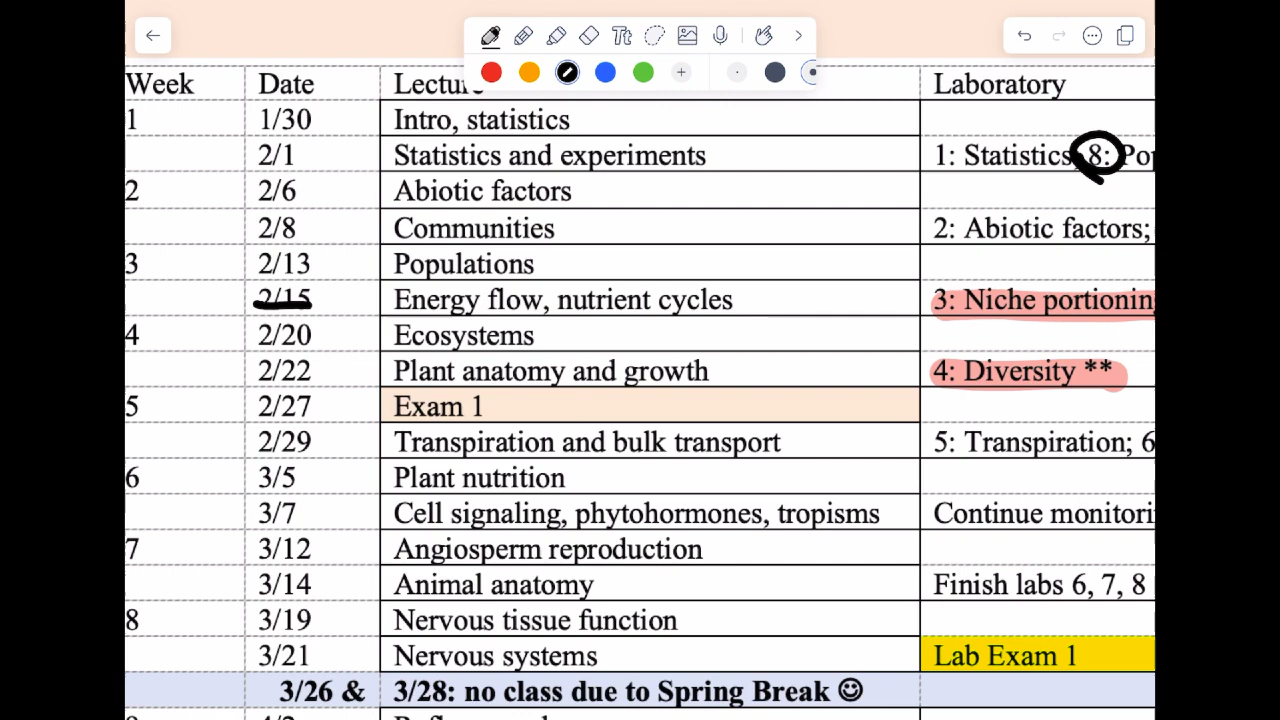 Tt
Week Date Lecture Laboratory
1 1/30 Intro, statistics
2/1 Statistics and experiments 1: Statistics, 8: Pop
2 2/6 Abiotic factors
2/8 Communities 2: Abiotic factors;
3 2/13 Populations
2/15 Energy flow, nutrient cycles 3: Niche portioning
4 2/20 Ecosystems
2/22 Plant anatomy and growth 4: Diversity **
5 2/27 Exam 1
2/29 Transpiration and bulk transport 5: Transpiration; 6
6 3/5 Plant nutrition
3/7 Cell signaling, phytohormones, tropisms Continue monitori
7 3/12 Angiosperm reproduction
3/14 Animal anatomy Finish labs 6, 7, 8
8 3/19 Nervous tissue function
3/21 Nervous systems Lab Exam 1
3/26 & 3/28: no class due to Spring Break ☺